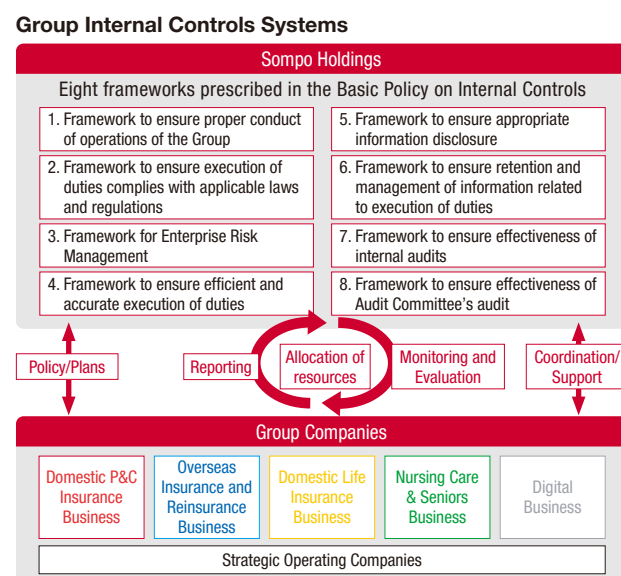 Group Internal Controls Systems
Sompo Holdings
Eight frameworks prescribed in the Basic Policy on Internal Controls
1. Framework to ensure proper conduct
of operations of the Group
2. Framework to ensure execution of
duties complies with applicable laws
and regulations
3. Framework for Enterprise Risk
Management
4. Framework to ensure efficient and
accurate execution of duties
5. Framework to ensure appropriate
information disclosure
6. Framework to ensure retention and
management of information related
to execution of duties
7. Framework to ensure effectiveness of
internal audits
8. Framework to ensure effectiveness of
Audit Committee's audit
Policy/Plans
Reporting
Allocation of
resources
Monitoring and
Evaluation
Coordination/
Support
Group Companies
Domestic P&C
Insurance
Business
Overseas
Insurance and
Reinsurance
Business
Domestic Life
Insurance
Business
Nursing Care
& Seniors
Business
Digital
Business
Strategic Operating Companies